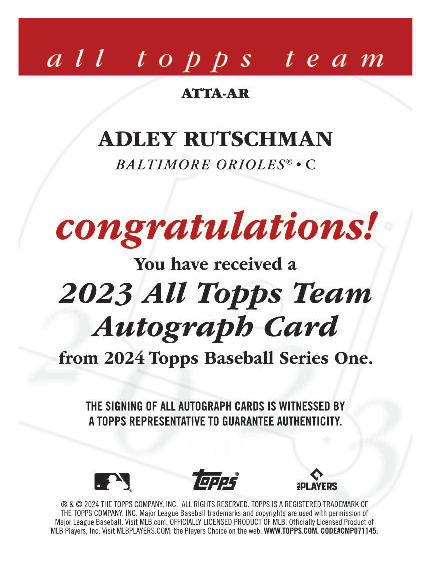 all topps team
ATTA-AR
ADLEY RUTSCHMAN
BALTIMORE ORIOLES® • C
congratulations!
You have received a
2023 All Topps Team
Autograph Card
from 2024 Topps Baseball Series One.
THE SIGNING OF ALL AUTOGRAPH CARDS IS WITNESSED BY
A TOPPS REPRESENTATIVE TO GUARANTEE AUTHENTICITY.
topps®
PLAYERS
® & © 2024 THE TOPPS COMPANY, INC. ALL RIGHTS RESERVED. TOPPS IS A REGISTERED TRADEMARK OF
THE TOPPS COMPANY, INC. Major League Baseball trademarks and copyrights are used with permission of
Major League Baseball. Visit MLB.com. OFFICIALLY LICENSED PRODUCT OF MLB. Officially Licensed Product of
MLB Players, Inc. Visit MLBPLAYERS.COM, the Players Choice on the web. WWW.TOPPS.COM. CODE#CMP071145.